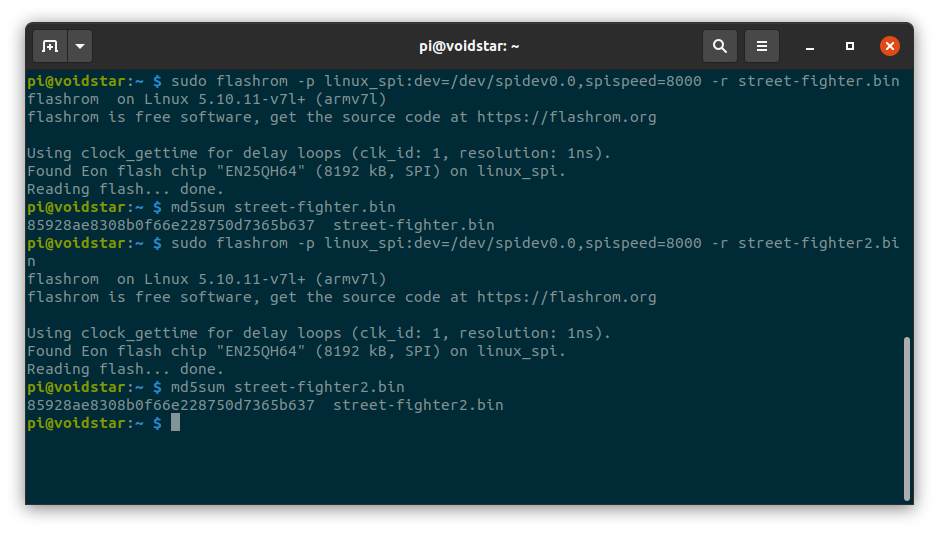 pi@voidstar: ~
pi@voidstar:~ $ sudo flashrom -p linux_spi:dev=/dev/spidev0.0,spispeed=8000 -r street-fighter.bin
flashrom  on Linux 5.10.11-v7l+ (armv7l)
flashrom is free software, get the source code at https://flashrom.org
Using clock_gettime for delay loops (clk_id: 1, resolution: 1ns).
Found Eon flash chip "EN25QH64" (8192 kB, SPI) on linux_spi.
Reading flash... done.
pi@voidstar:~ $ md5sum street-fighter.bin
85928ae8308b0f66e228750d7365b637  street-fighter.bin
pi@voidstar:~ $ sudo flashrom -p linux_spi:dev=/dev/spidev0.0,spispeed=8000 -r street-fighter2.bi
n
flashrom  on Linux 5.10.11-v7l+ (armv7l)
flashrom is free software, get the source code at https://flashrom.org
Using clock_gettime for delay loops (clk_id: 1, resolution: 1ns).
Found Eon flash chip "EN25QH64" (8192 kB, SPI) on linux_spi.
Reading flash... done.
pi@voidstar:~ $ md5sum street-fighter2.bin
85928ae8308b0f66e228750d7365b637  street-fighter2.bin
pi@voidstar:~ $